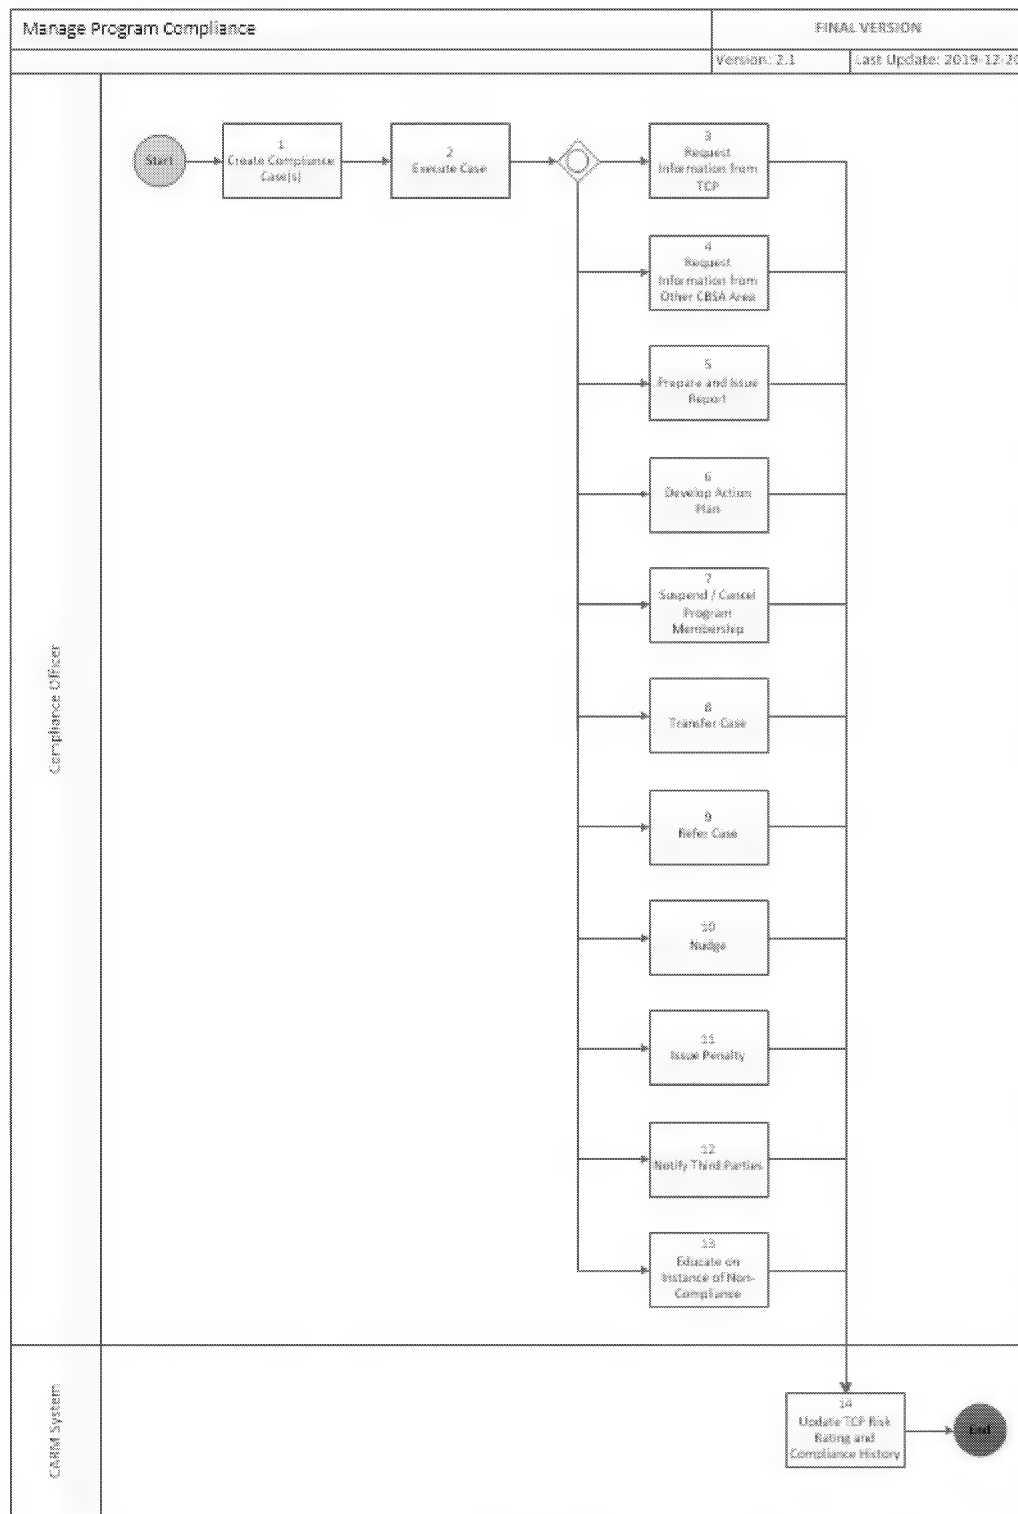 Manage Program Compliance
FINAL VERSION
Version: 2.1
Last Update: 2019-12-20
Compliance Officer
Start
1
Create Compliance
Case(s)
2
Execute Case
3
Request
Information from
TCP
4
Request
Information from
Other CBSA Area
5
Prepare and Issue
Report
6
Develop Action
Plan
7
Suspend / Cancel
Program
Membership
8
Transfer Case
9
Refer Case
10
Nudge
11
Issue Penalty
12
Notify Third Parties
13
Educate on
Instance of Non-
Compliance
CARM System
14
Update TCP Risk
Rating and
Compliance History
End